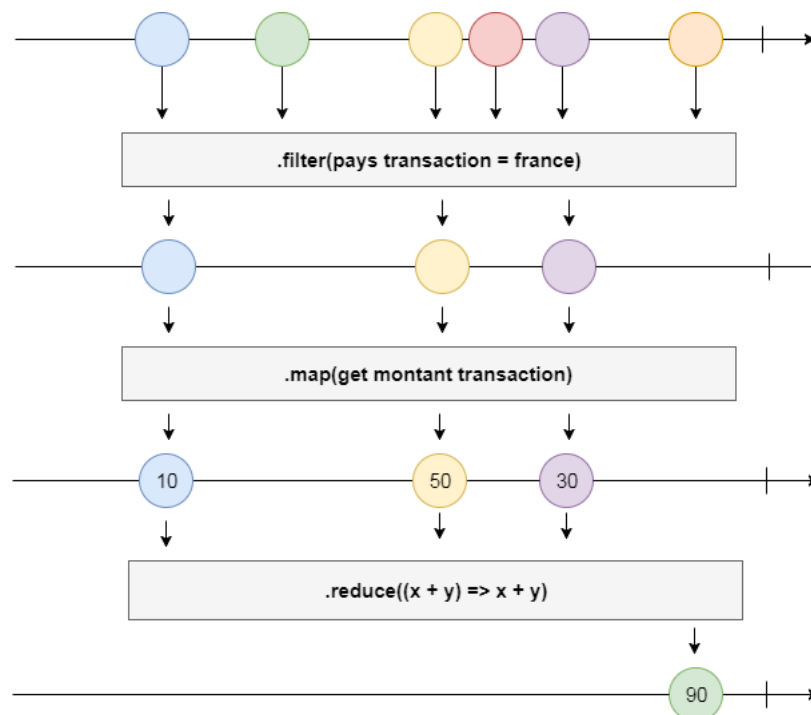 .filter(pays transaction = france)
.map(get montant transaction)
10 50 30
.reduce((x + y) => x + y)
90